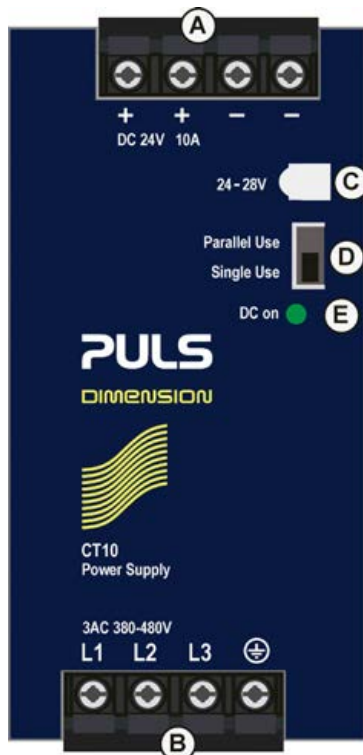 A
+ + − −
DC 24V 10A
24-28V C
Parallel Use
D
Single Use
DC on E
PULS
DIMENSION
CT10
Power Supply
3AC 380-480V
L1 L2 L3
B